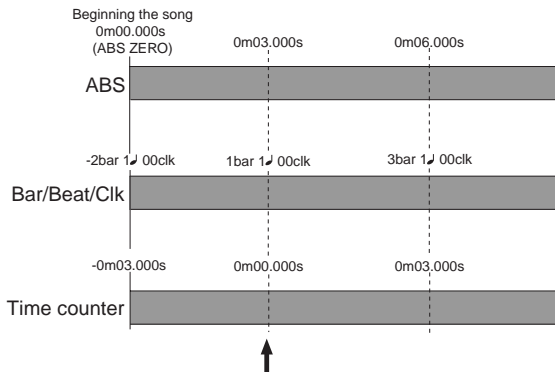 Beginning the song
0m00.000s
(ABS ZERO)
0m03.000s
0m06.000s
ABS
-2bar 1♩ 00clk
1bar 1♩ 00clk
3bar 1♩ 00clk
Bar/Beat/Clk
-0m03.000s
0m00.000s
0m03.000s
Time counter